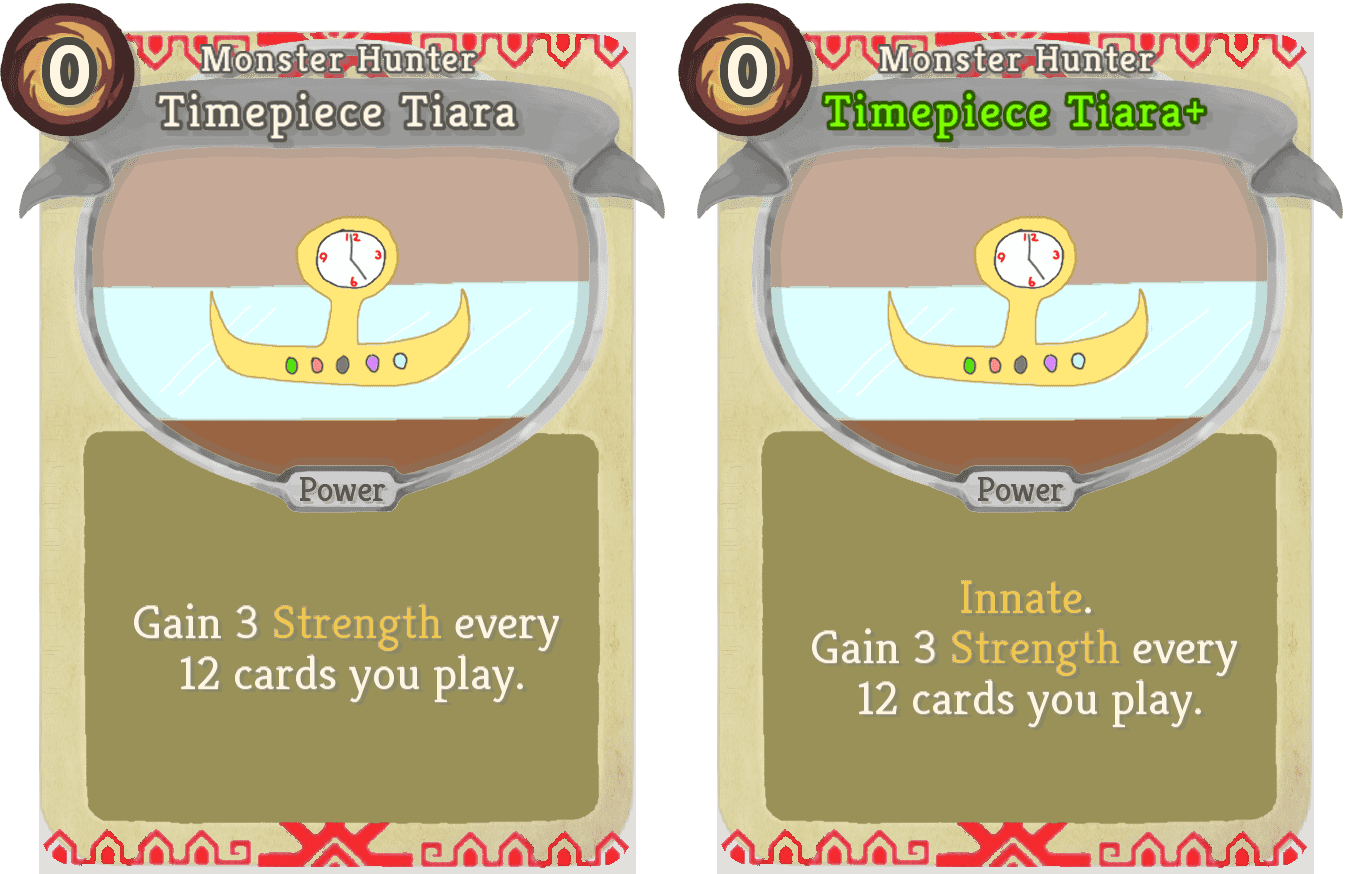 0
Monster Hunter
Timepiece Tiara
12
9
3
6
Power
Gain 3 Strength every
12 cards you play.
0
Monster Hunter
Timepiece Tiara+
12
9
3
6
Power
Innate.
Gain 3 Strength every
12 cards you play.